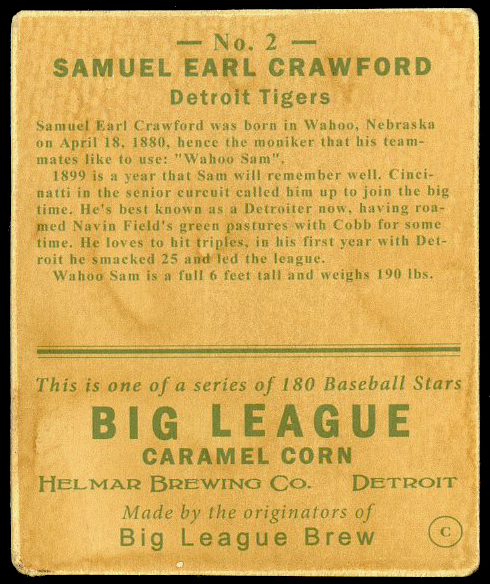 — No. 2 —
SAMUEL EARL CRAWFORD
Detroit Tigers
Samuel Earl Crawford was born in Wahoo, Nebraska
on April 18, 1880, hence the moniker that his team-
mates like to use: "Wahoo Sam".
1899 is a year that Sam will remember well. Cinci-
natti in the senior curcuit called him up to join the big
time. He's best known as a Detroiter now, having roa-
med Navin Field's green pastures with Cobb for some
time. He loves to hit triples, in his first year with Det-
roit he smacked 25 and led the league.
Wahoo Sam is a full 6 feet tall and weighs 190 lbs.
This is one of a series of 180 Baseball Stars
BIG LEAGUE
CARAMEL CORN
HELMAR BREWING CO. DETROIT
Made by the originators of
Big League Brew
C